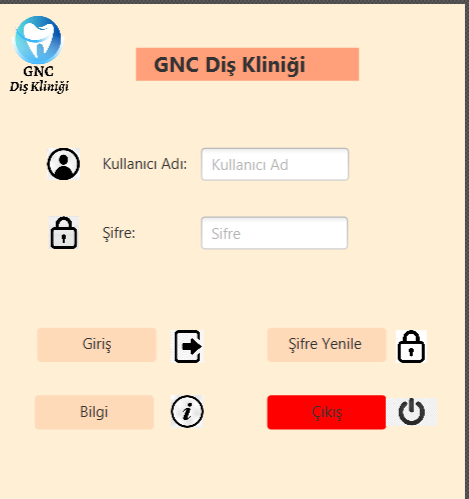 GNC
Diş Kliniği
GNC Diş Kliniği
Kullanıcı Adı:
Kullanıcı Ad
Şifre:
Sifre
Giriş
Şifre Yenile
Bilgi
Çıkış